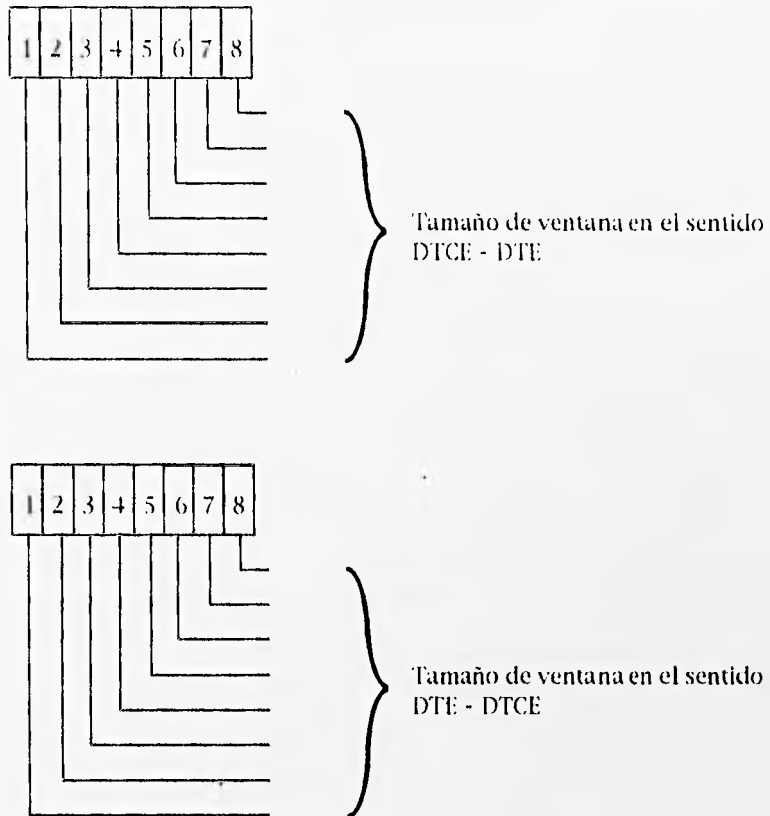 1 2 3 4 5 6 7 8
Tamaño de ventana en el sentido
DTCE - DTE
1 2 3 4 5 6 7 8
Tamaño de ventana en el sentido
DTE - DTCE